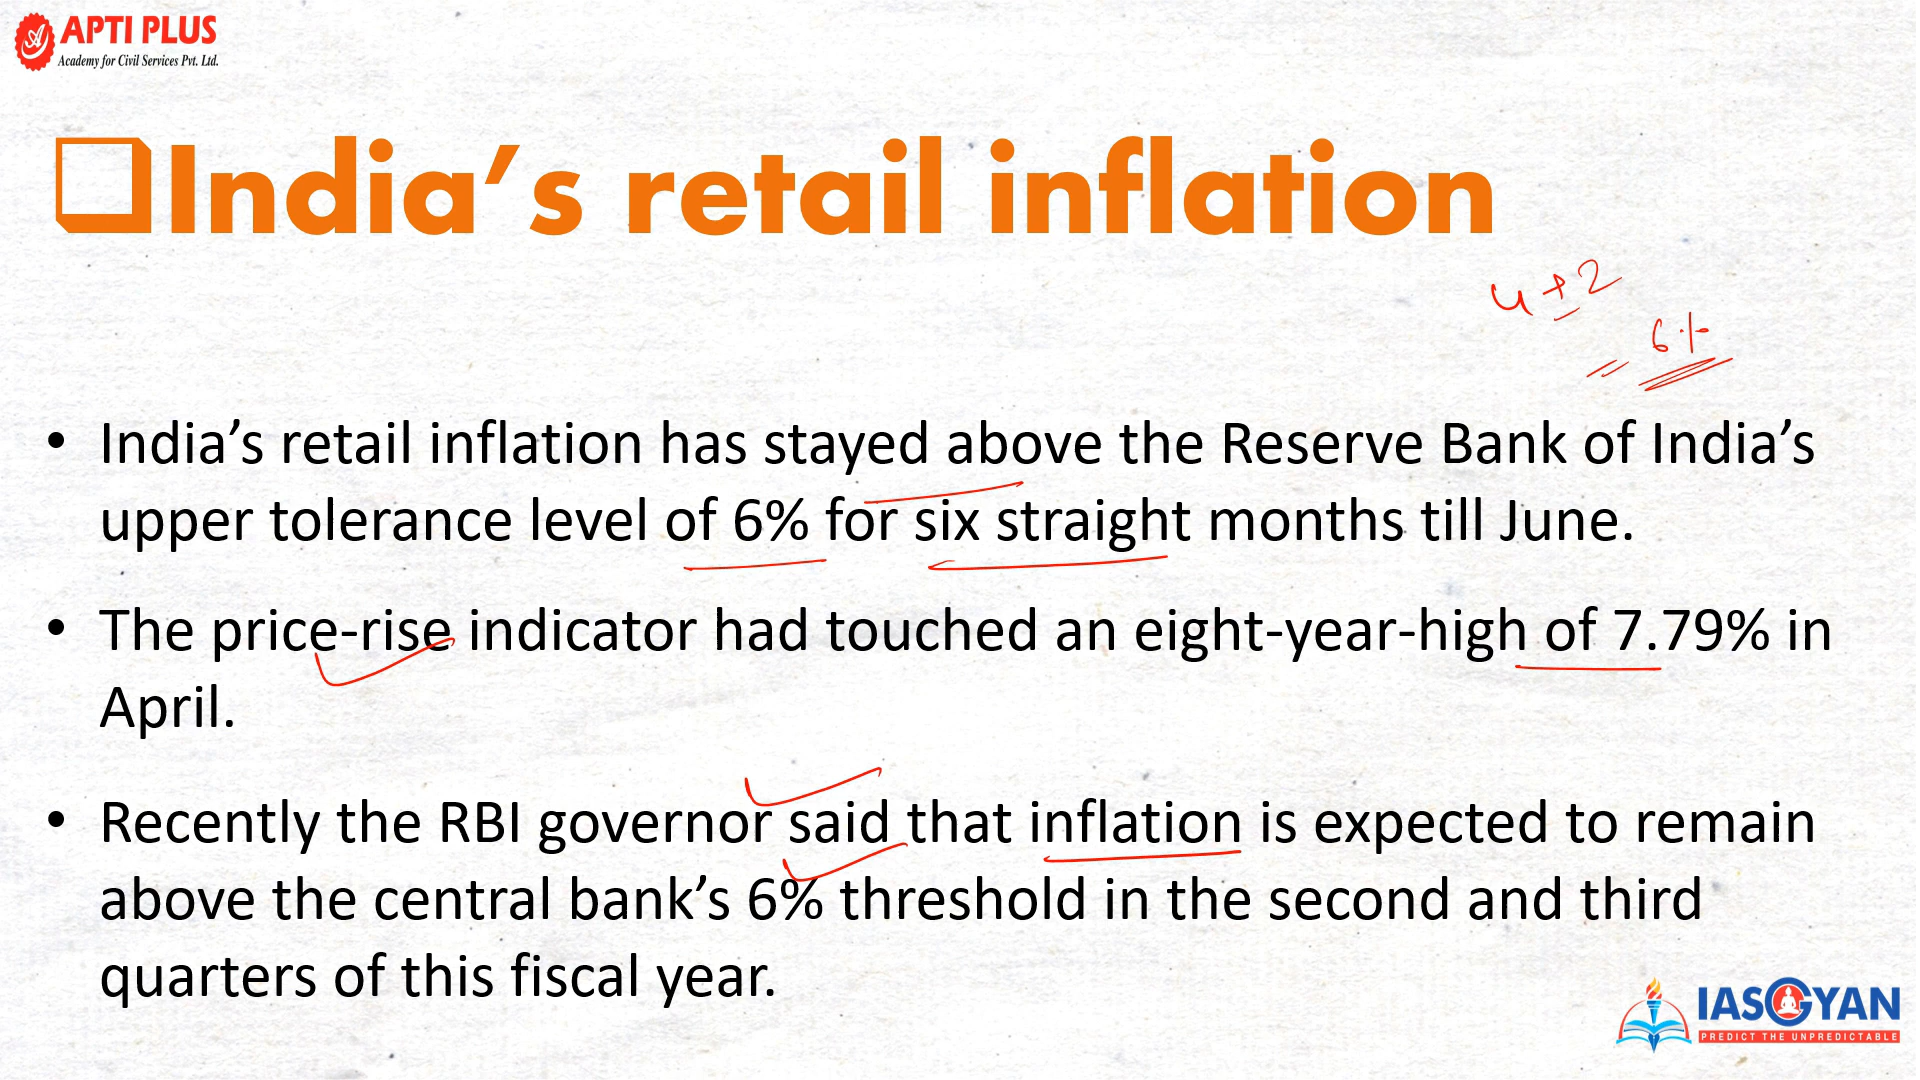 APTI PLUS
Academy for Civil Services Pvt. Ltd.
India’s retail inflation
4 ± 2
= 6%
• India’s retail inflation has stayed above the Reserve Bank of India’s
upper tolerance level of 6% for six straight months till June.
• The price-rise indicator had touched an eight-year-high of 7.79% in
April.
• Recently the RBI governor said that inflation is expected to remain
above the central bank’s 6% threshold in the second and third
quarters of this fiscal year.
IASGYAN
PREDICT THE UNPREDICTABLE